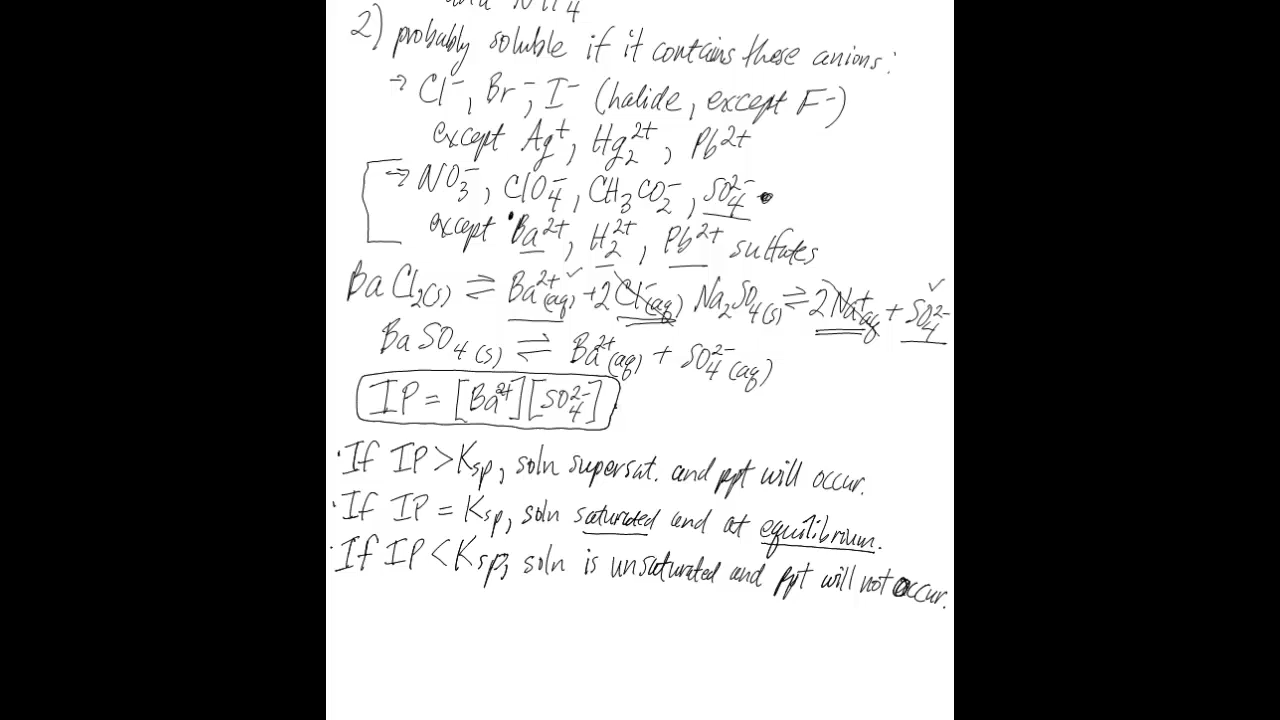 and NH4
2) probably soluble if it contains these anions:
→ Cl⁻, Br⁻, I⁻ (halide, except F⁻)
except Ag⁺, Hg₂²⁺, Pb²⁺
→ NO₃⁻, ClO₄⁻, CH₃CO₂⁻, SO₄²⁻
except Ba²⁺, H₂²⁺, Pb²⁺ sulfates
BaCl₂(s) ⇌ Ba²⁺(aq) ✓ + 2Cl⁻(aq) Na₂SO₄(s) ⇌ 2Na⁺aq + SO₄²⁻ ✓
BaSO₄(s) ⇌ Ba²⁺(aq) + SO₄²⁻(aq)
IP = [Ba²⁺][SO₄²⁻]
· If IP > Ksp, soln supersat. and ppt will occur.
· If IP = Ksp, soln saturated and at equilibrium.
· If IP < Ksp, soln is unsaturated and ppt will not occur.